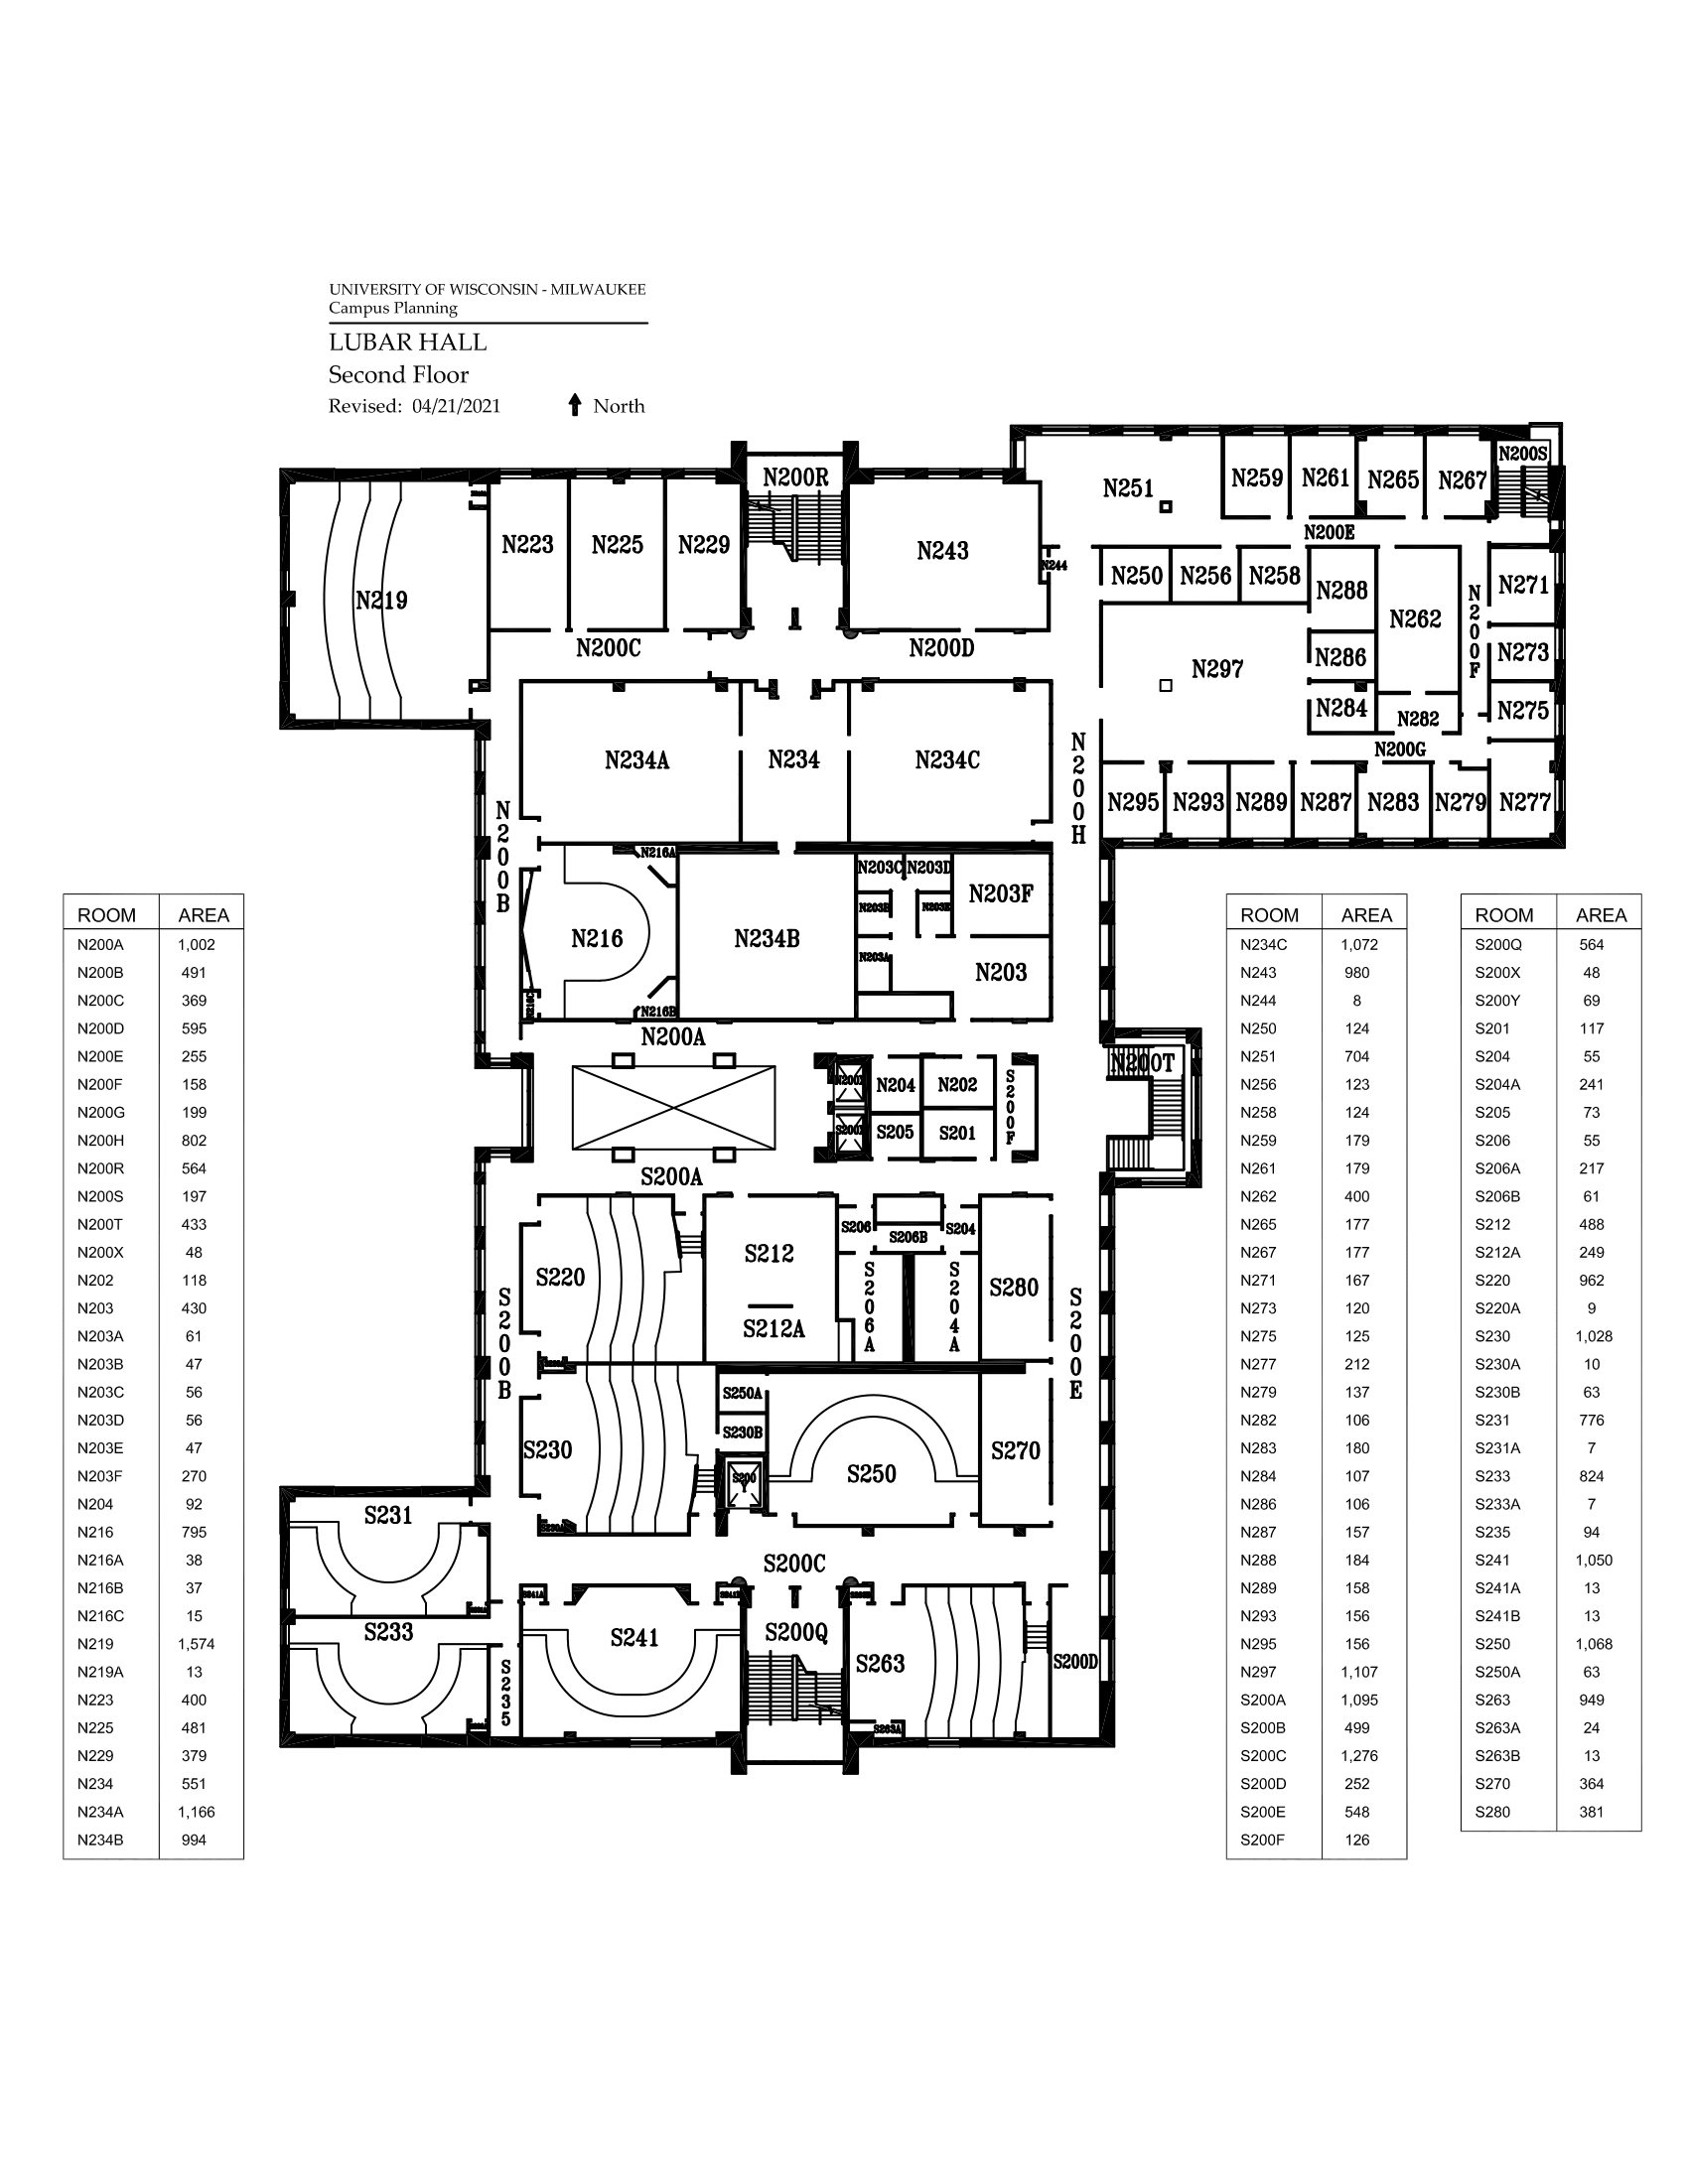 UNIVERSITY OF WISCONSIN - MILWAUKEE
Campus Planning
LUBAR HALL
Second Floor
Revised: 04/21/2021
North
N200R
N200S
N251
N259
N261
N265
N267
N200E
N219
N223
N225
N229
N243
N244
N250
N256
N258
N288
N262
N200F
N271
N200C
N200D
N297
N286
N273
N284
N282
N275
N200G
N234A
N234
N234C
N200H
N295
N293
N289
N287
N283
N279
N277
N200B
N216A
N203C
N203D
N203F
N203B
N203E
N216
N234B
N203A
N203
N216C
N216B
N200A
N200T
N200X
N204
N202
S200F
S200X
S205
S201
S200A
S206
S204
S206B
S212
S220
S206A
S204A
S280
S212A
S200B
S200E
S250A
S230B
S230
S250
S270
S200Y
S230A
S231
S200C
S241A
S241B
S263B
S233
S241
S200Q
S263
S200D
S235
S263A
ROOM AREA
N200A 1,002
N200B 491
N200C 369
N200D 595
N200E 255
N200F 158
N200G 199
N200H 802
N200R 564
N200S 197
N200T 433
N200X 48
N202 118
N203 430
N203A 61
N203B 47
N203C 56
N203D 56
N203E 47
N203F 270
N204 92
N216 795
N216A 38
N216B 37
N216C 15
N219 1,574
N219A 13
N223 400
N225 481
N229 379
N234 551
N234A 1,166
N234B 994
ROOM AREA
N234C 1,072
N243 980
N244 8
N250 124
N251 704
N256 123
N258 124
N259 179
N261 179
N262 400
N265 177
N267 177
N271 167
N273 120
N275 125
N277 212
N279 137
N282 106
N283 180
N284 107
N286 106
N287 157
N288 184
N289 158
N293 156
N295 156
N297 1,107
S200A 1,095
S200B 499
S200C 1,276
S200D 252
S200E 548
S200F 126
ROOM AREA
S200Q 564
S200X 48
S200Y 69
S201 117
S204 55
S204A 241
S205 73
S206 55
S206A 217
S206B 61
S212 488
S212A 249
S220 962
S220A 9
S230 1,028
S230A 10
S230B 63
S231 776
S231A 7
S233 824
S233A 7
S235 94
S241 1,050
S241A 13
S241B 13
S250 1,068
S250A 63
S263 949
S263A 24
S263B 13
S270 364
S280 381